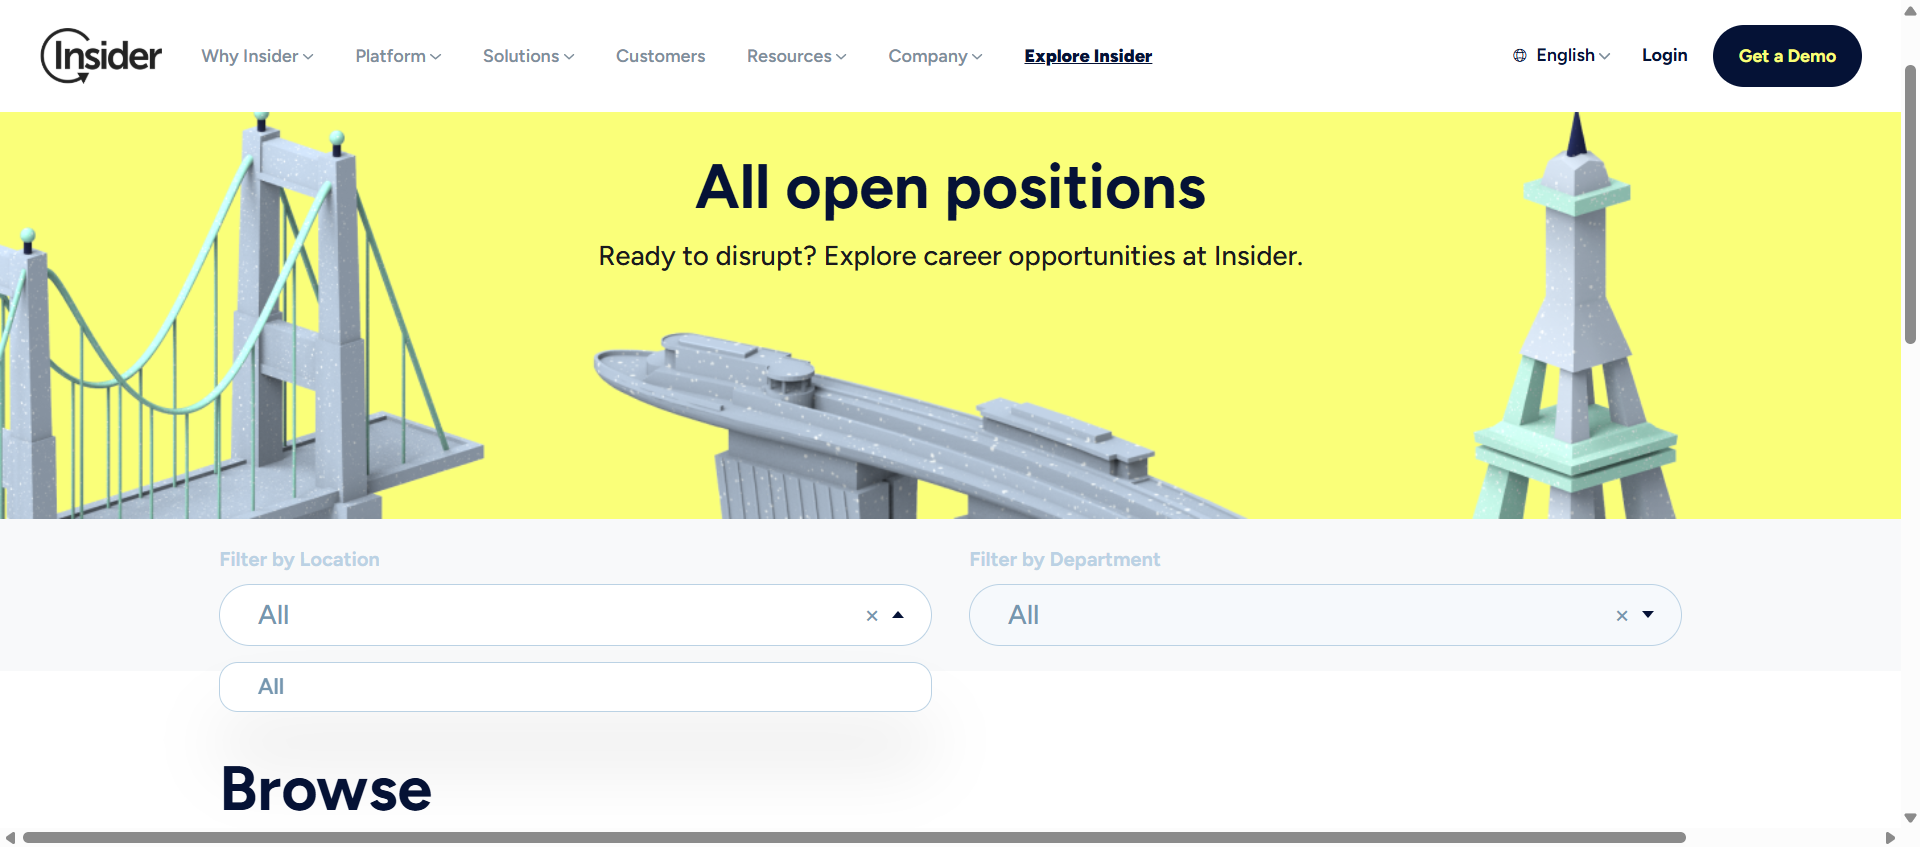 Insider
Why Insider
Platform
Solutions
Customers
Resources
Company
Explore Insider
English
Login
Get a Demo
All open positions
Ready to disrupt? Explore career opportunities at Insider.
Filter by Location
Filter by Department
All
×
All
×
All
Browse